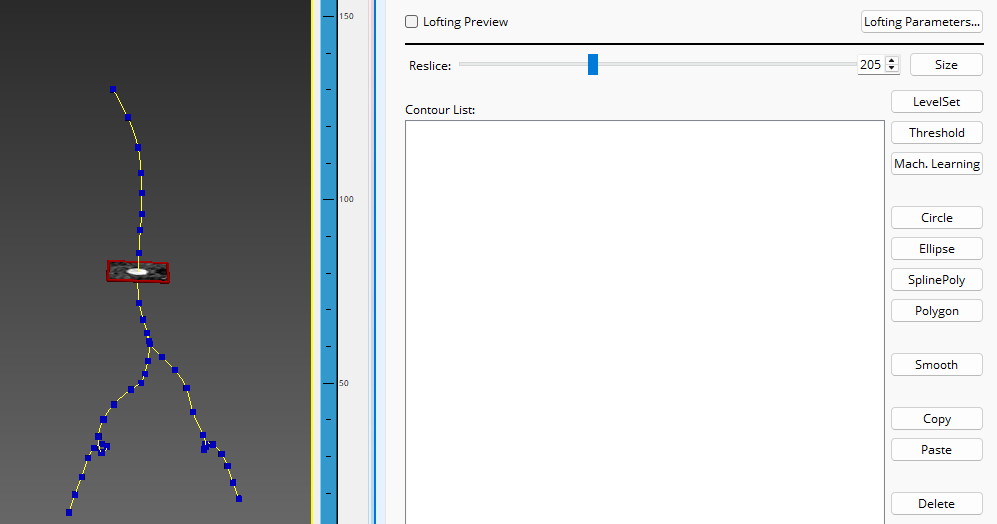 150
100
50
Lofting Preview
Lofting Parameters...
Reslice:
205
Size
Contour List:
LevelSet
Threshold
Mach. Learning
Circle
Ellipse
SplinePoly
Polygon
Smooth
Copy
Paste
Delete